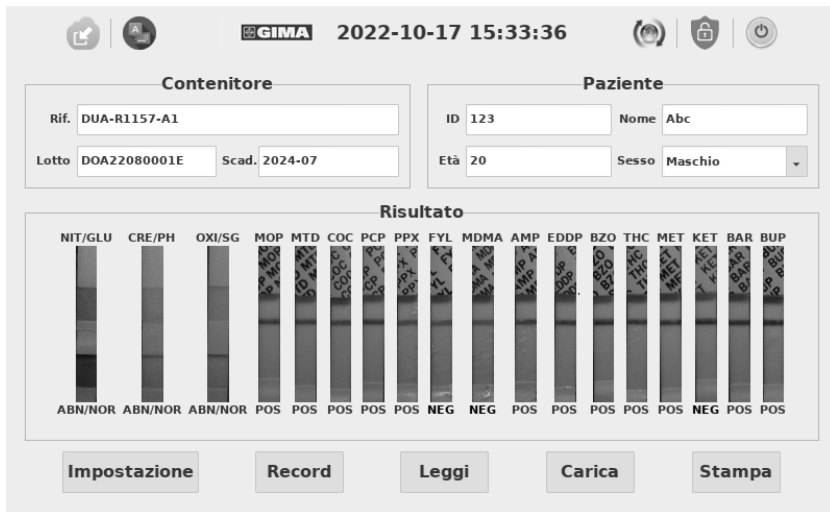 GIMA 2022-10-17 15:33:36
Contenitore
Paziente
Rif. DUA-R1157-A1
ID 123 Nome Abc
Lotto DOA22080001E Scad. 2024-07
Età 20 Sesso Maschio
Risultato
NIT/GLU CRE/PH OXI/SG MOP MTD COC PCP PPX FYL MDMA AMP EDDP BZO THC MET KET BAR BUP
ABN/NOR ABN/NOR ABN/NOR POS POS POS POS POS NEG NEG POS POS POS POS POS NEG POS POS
Impostazione Record Leggi Carica Stampa